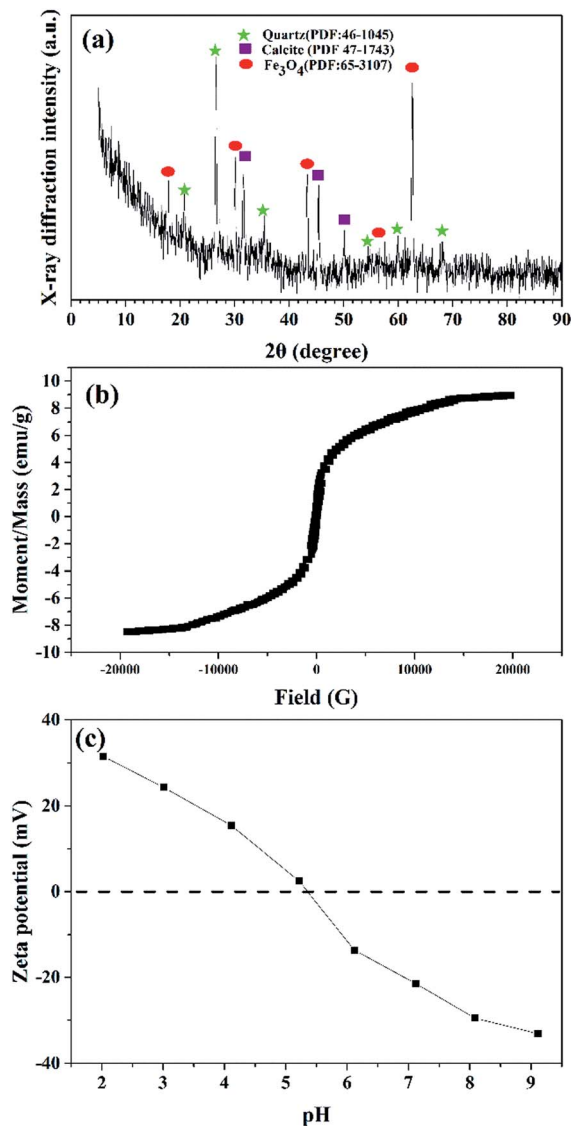 (a)
Quartz(PDF:46-1045)
Calcite (PDF 47-1743)
Fe3O4(PDF:65-3107)
X-ray diffraction intensity (a.u.)
0 10 20 30 40 50 60 70 80 90
2θ (degree)
(b)
10
8
6
4
2
0
-2
-4
-6
-8
-10
Moment/Mass (emu/g)
-20000 -10000 0 10000 20000
Field (G)
(c)
40
20
0
-20
-40
Zeta potential (mV)
2 3 4 5 6 7 8 9
pH